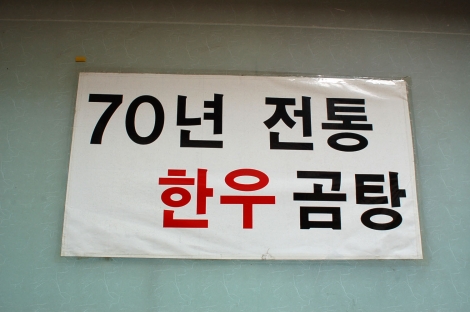 70년 전통
한우 곰탕